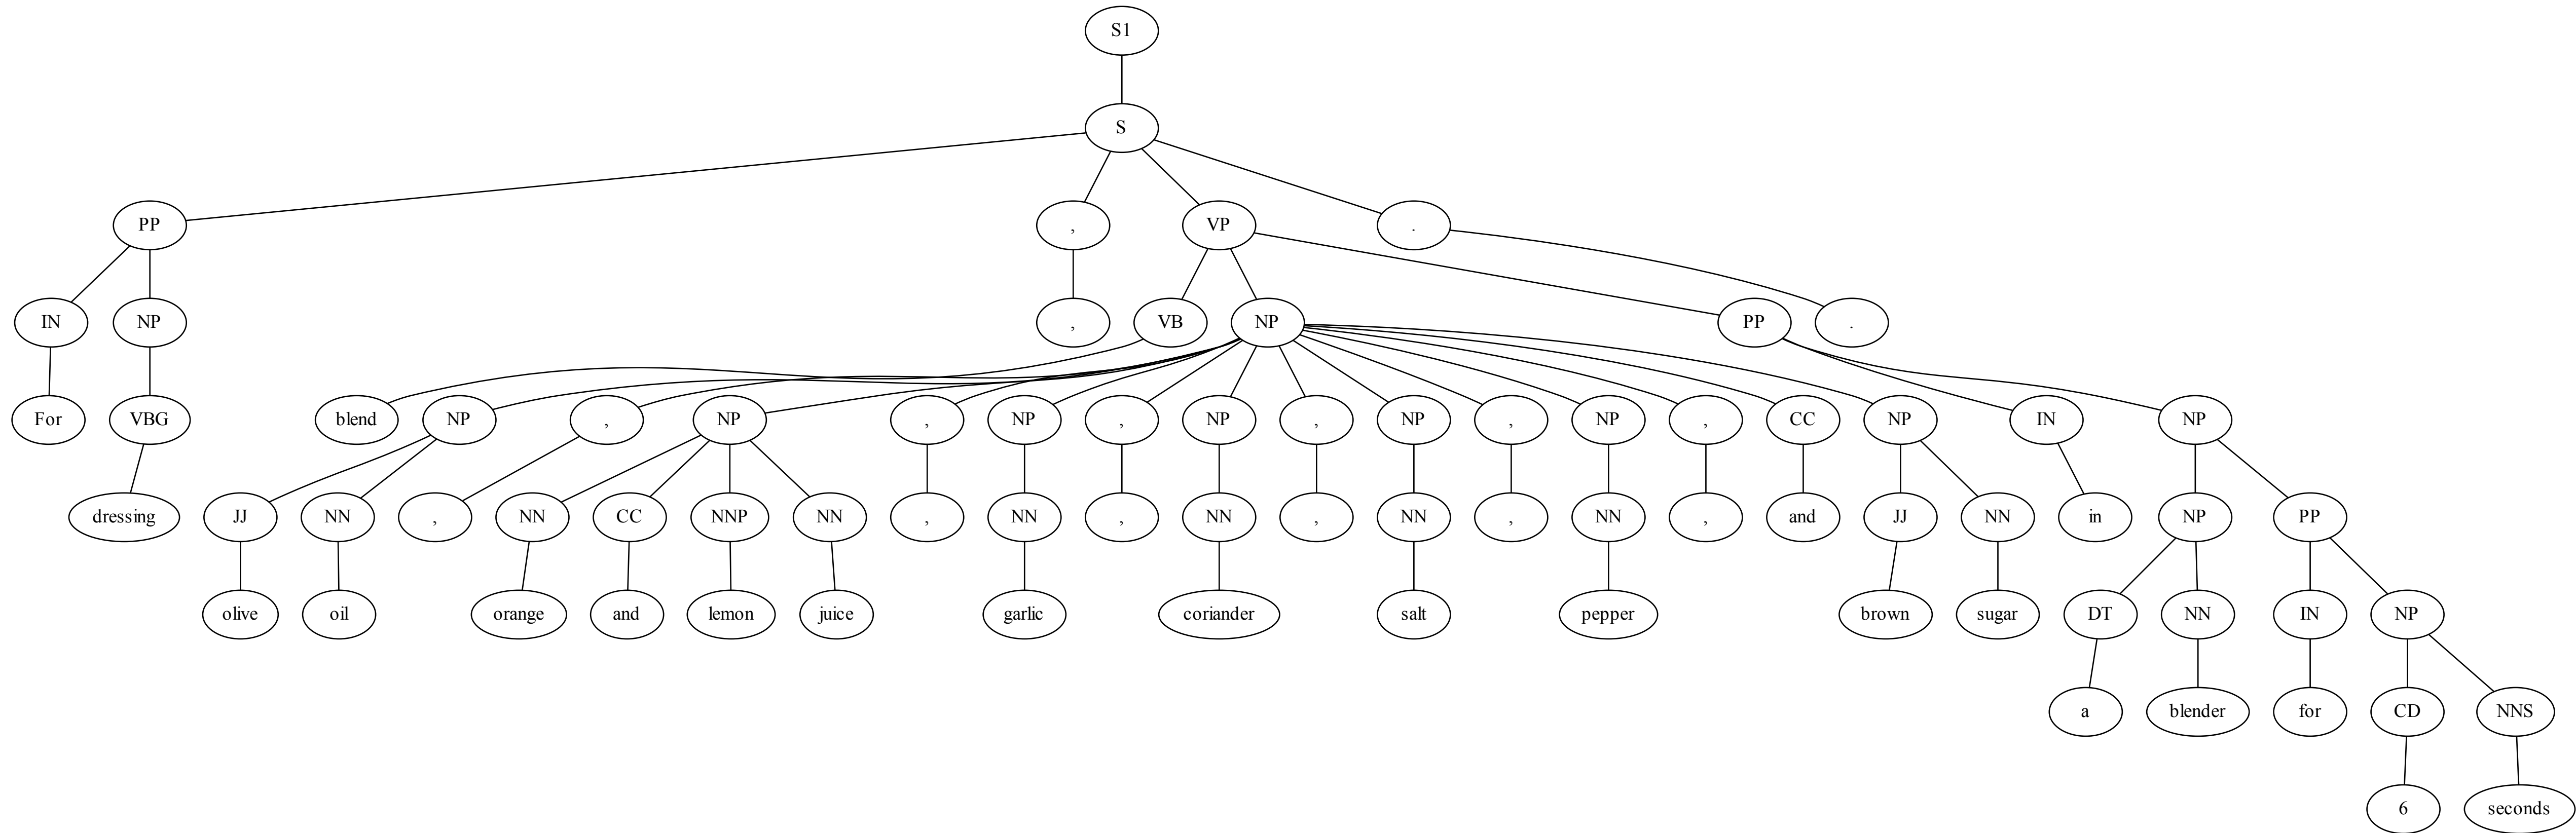 S1
S
PP , VP .
IN NP , VB NP PP .
For VBG blend NP , NP , NP , NP , NP , NP , CC NP IN NP
dressing JJ NN , NN CC NNP NN , NN , NN , NN , NN , and JJ NN in NP PP
olive oil orange and lemon juice garlic coriander salt pepper brown sugar DT NN IN NP
a blender for CD NNS
6 seconds